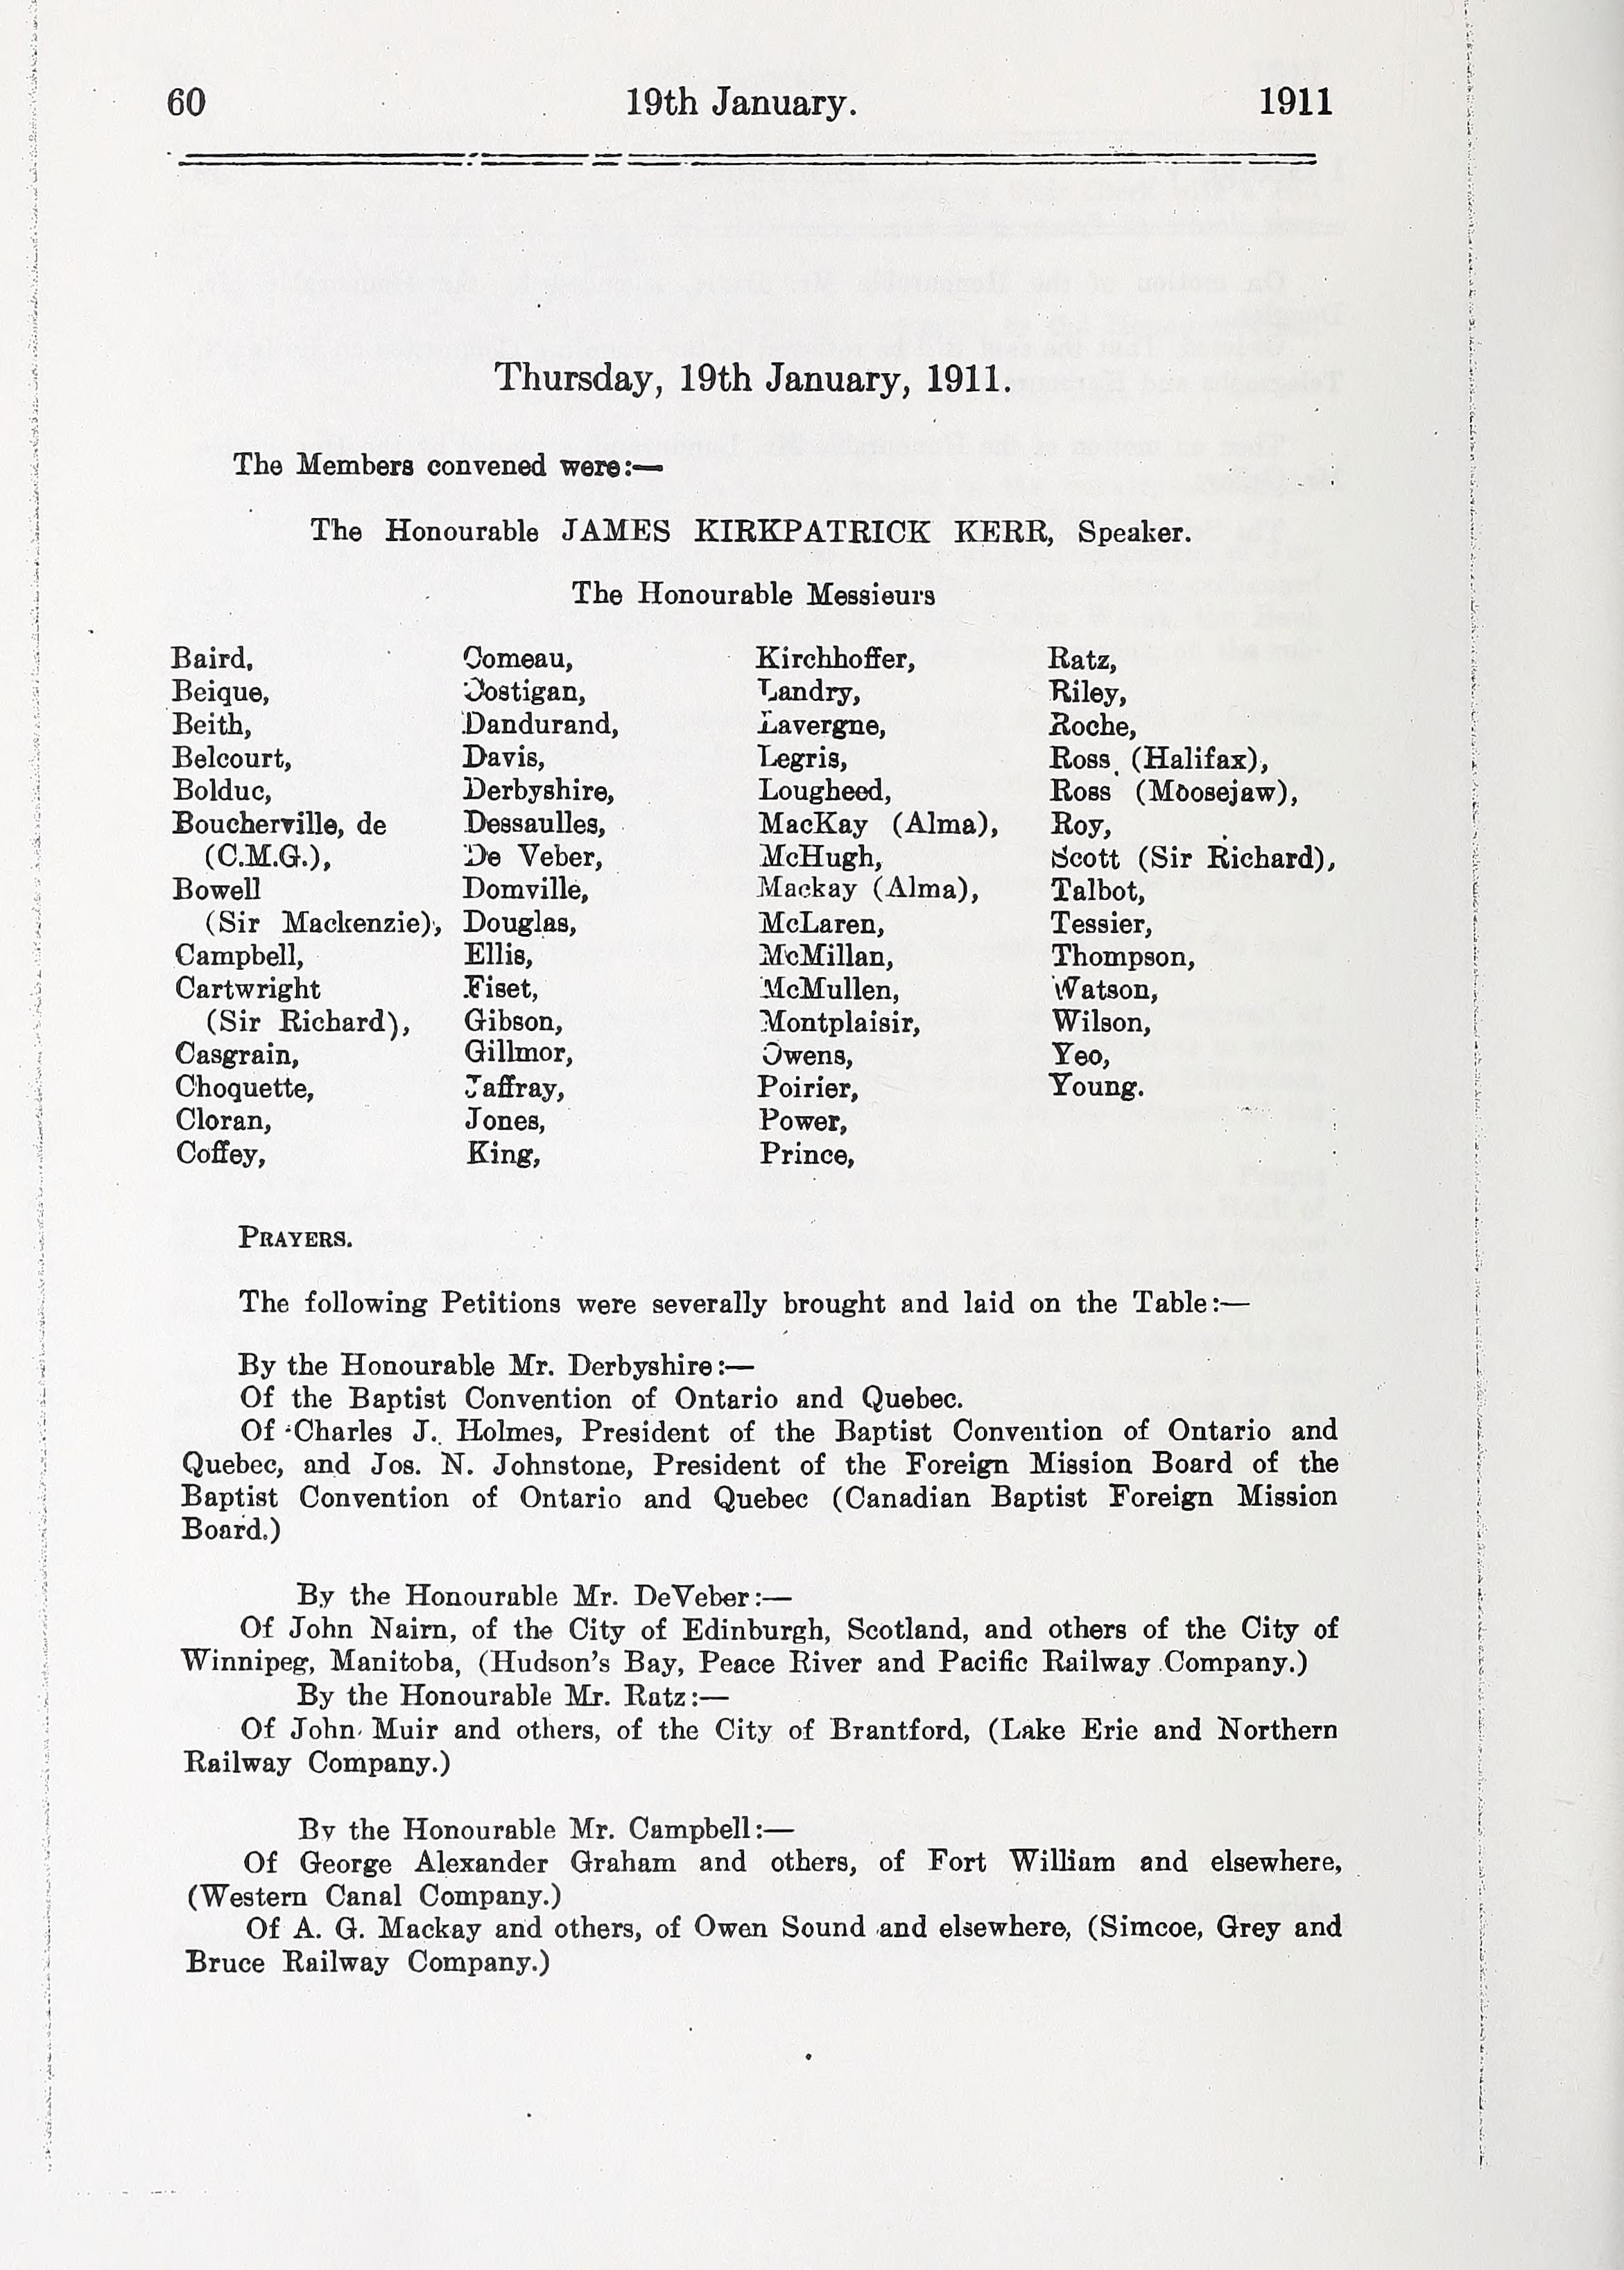 60 19th January. 1911
Thursday, 19th January, 1911.
The Members convened were:—
The Honourable JAMES KIRKPATRICK KERR, Speaker.
The Honourable Messieurs
Baird,
Beique,
Beith,
Belcourt,
Bolduc,
Boucherville, de
(C.M.G.),
Bowell
(Sir Mackenzie),
Campbell,
Cartwright
(Sir Richard),
Casgrain,
Choquette,
Cloran,
Coffey,
Comeau,
Costigan,
Dandurand,
Davis,
Derbyshire,
Dessaulles,
De Veber,
Domville,
Douglas,
Ellis,
Fiset,
Gibson,
Gillmor,
Jaffray,
Jones,
King,
Kirchhoffer,
Landry,
Lavergne,
Legris,
Lougheed,
MacKay (Alma),
McHugh,
Mackay (Alma),
McLaren,
McMillan,
McMullen,
Montplaisir,
Owens,
Poirier,
Power,
Prince,
Ratz,
Riley,
Roche,
Ross (Halifax),
Ross (Moosejaw),
Roy,
Scott (Sir Richard),
Talbot,
Tessier,
Thompson,
Watson,
Wilson,
Yeo,
Young.
PRAYERS.
The following Petitions were severally brought and laid on the Table:—
By the Honourable Mr. Derbyshire:—
Of the Baptist Convention of Ontario and Quebec.
Of Charles J. Holmes, President of the Baptist Convention of Ontario and
Quebec, and Jos. N. Johnstone, President of the Foreign Mission Board of the
Baptist Convention of Ontario and Quebec (Canadian Baptist Foreign Mission
Board.)
By the Honourable Mr. DeVeber:—
Of John Nairn, of the City of Edinburgh, Scotland, and others of the City of
Winnipeg, Manitoba, (Hudson's Bay, Peace River and Pacific Railway Company.)
By the Honourable Mr. Ratz:—
Of John Muir and others, of the City of Brantford, (Lake Erie and Northern
Railway Company.)
By the Honourable Mr. Campbell:—
Of George Alexander Graham and others, of Fort William and elsewhere,
(Western Canal Company.)
Of A. G. Mackay and others, of Owen Sound and elsewhere, (Simcoe, Grey and
Bruce Railway Company.)